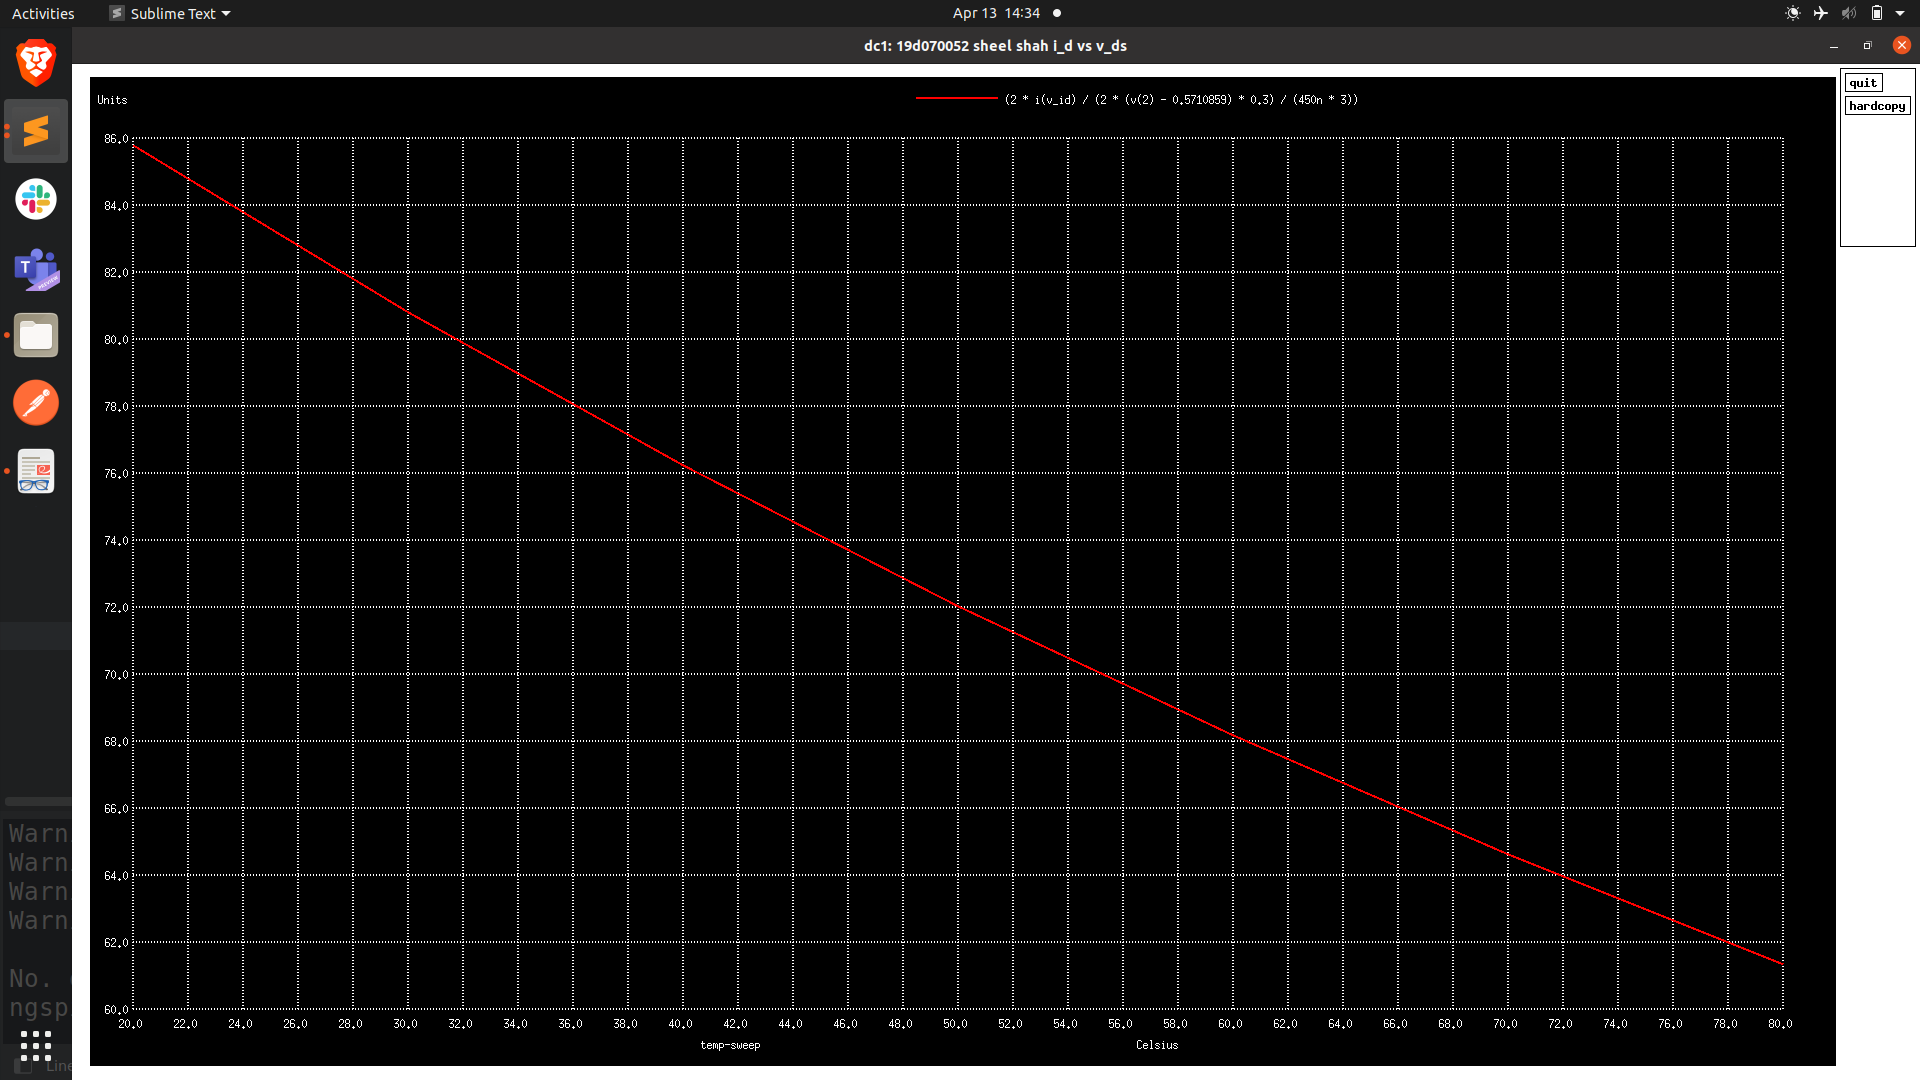 Activities
Sublime Text
Apr 13 14:34
dc1: 19d070052 sheel shah i_d vs v_ds
quit
hardcopy
Units
(2 * i(v_id) / (2 * (v(2) - 0.5710859) * 0.3) / (450n * 3))
86.0
84.0
82.0
80.0
78.0
76.0
74.0
72.0
70.0
68.0
66.0
64.0
62.0
60.0
20.0 22.0 24.0 26.0 28.0 30.0 32.0 34.0 36.0 38.0 40.0 42.0 44.0 46.0 48.0 50.0 52.0 54.0 56.0 58.0 60.0 62.0 64.0 66.0 68.0 70.0 72.0 74.0 76.0 78.0 80.0
temp-sweep Celsius
T
PREVIEW
Warn
Warn
Warn
Warn
No.
ngsp
Line